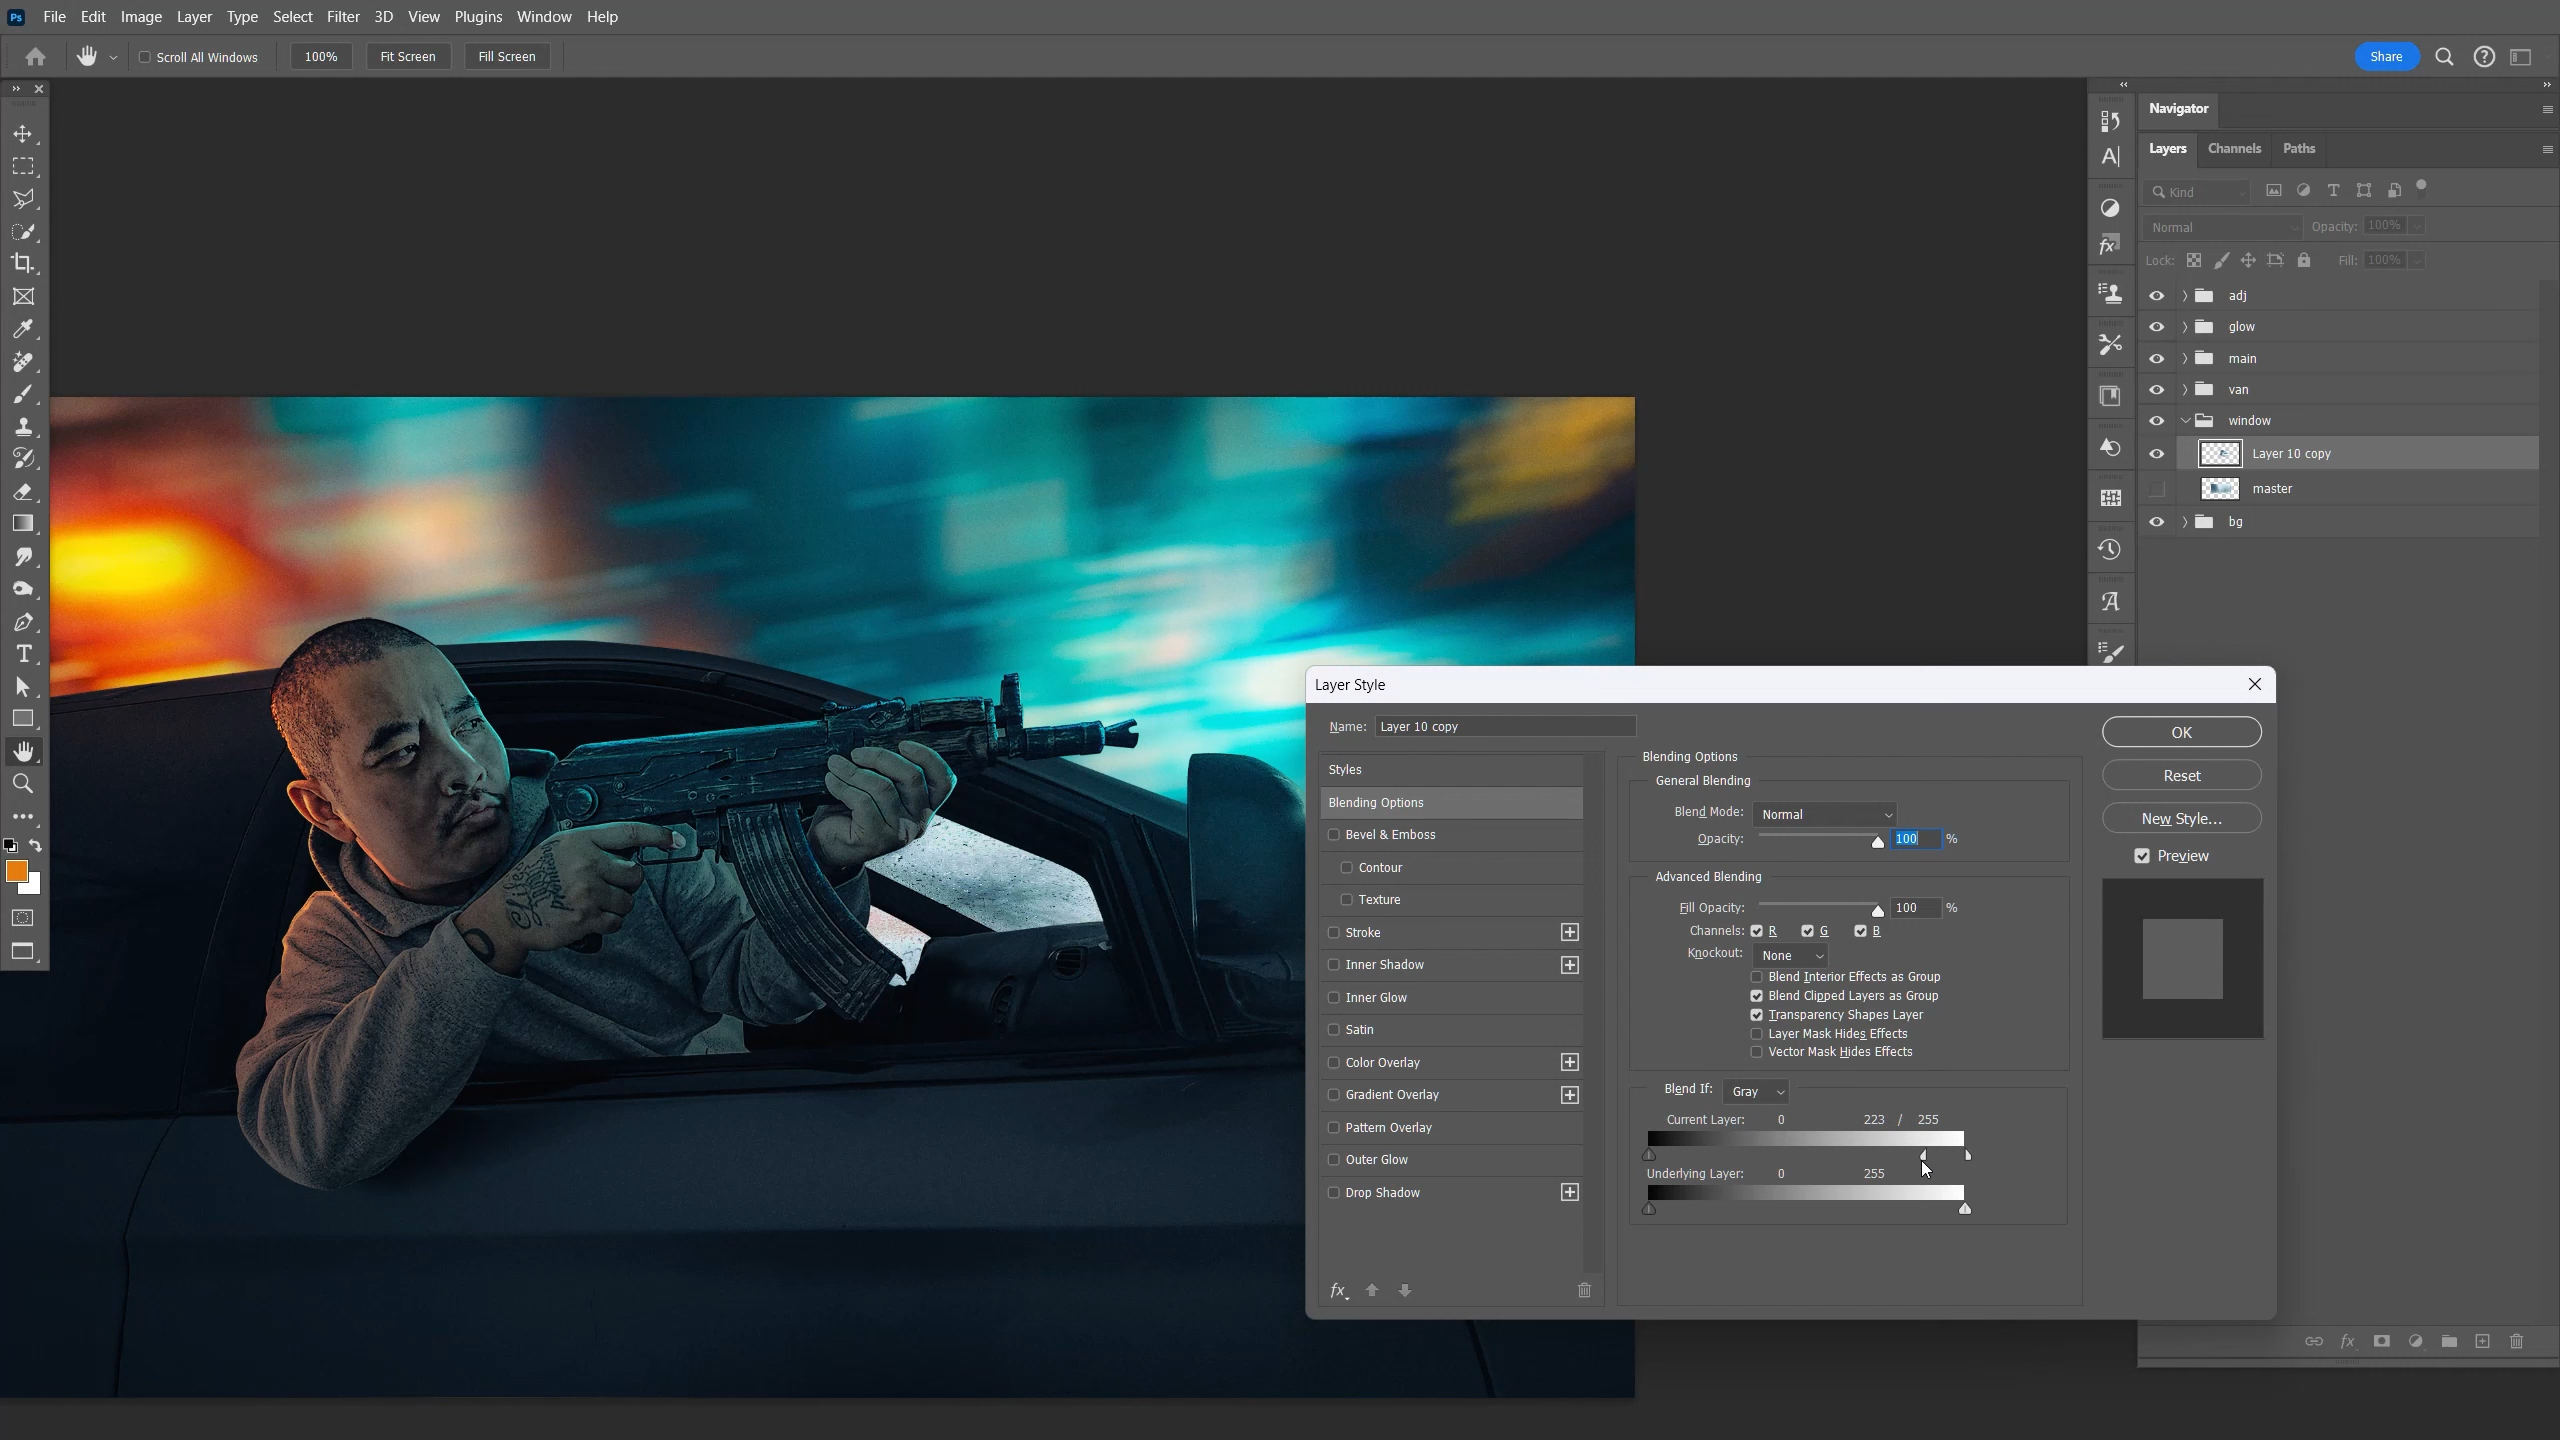 Ps File Edit Image Layer Type Select Filter 3D View Plugins Window Help
Scroll All Windows 100% Fit Screen Fill Screen Share
Navigator
Layers Channels Paths
Kind
Normal Opacity: 100%
Lock: Fill: 100%
adj
glow
main
van
window
Layer 10 copy
master
bg
Layer Style
Name: Layer 10 copy
Styles
Blending Options
Bevel & Emboss
Contour
Texture
Stroke
Inner Shadow
Inner Glow
Satin
Color Overlay
Gradient Overlay
Pattern Overlay
Outer Glow
Drop Shadow
fx
Blending Options
General Blending
Blend Mode: Normal
Opacity: 100 %
Advanced Blending
Fill Opacity: 100 %
Channels: R G B
Knockout: None
Blend Interior Effects as Group
Blend Clipped Layers as Group
Transparency Shapes Layer
Layer Mask Hides Effects
Vector Mask Hides Effects
Blend If: Gray
Current Layer: 0 223 / 255
Underlying Layer: 0 255
OK
Reset
New Style...
Preview
fx